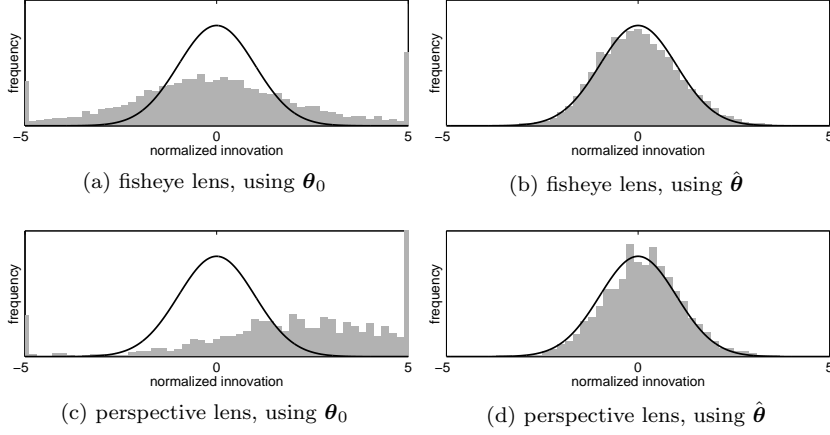 frequency
−5 0 5
normalized innovation
(a) fisheye lens, using θ₀
frequency
−5 0 5
normalized innovation
(b) fisheye lens, using θ̂
frequency
−5 0 5
normalized innovation
(c) perspective lens, using θ₀
frequency
−5 0 5
normalized innovation
(d) perspective lens, using θ̂